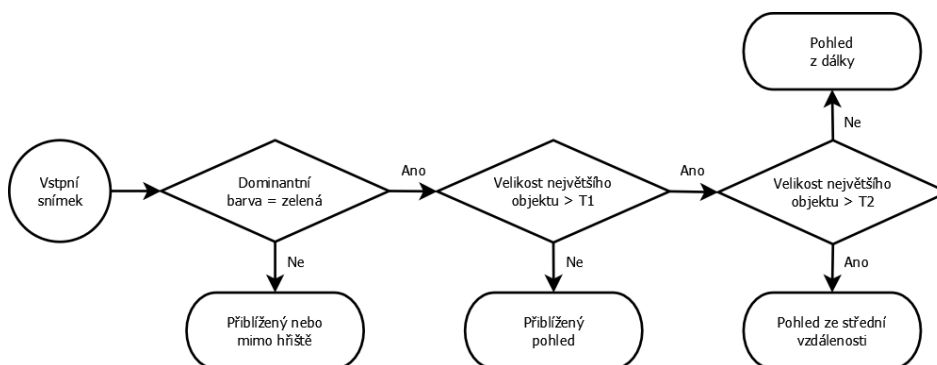 Pohled
z dálky
Ne
Vstpní
snímek
Dominantní
barva = zelená
Ano
Velikost největšího
objektu > T1
Ano
Velikost největšího
objektu > T2
Ne
Ne
Ano
Přiblížený nebo
mimo hřiště
Přiblížený
pohled
Pohled ze střední
vzdálenosti